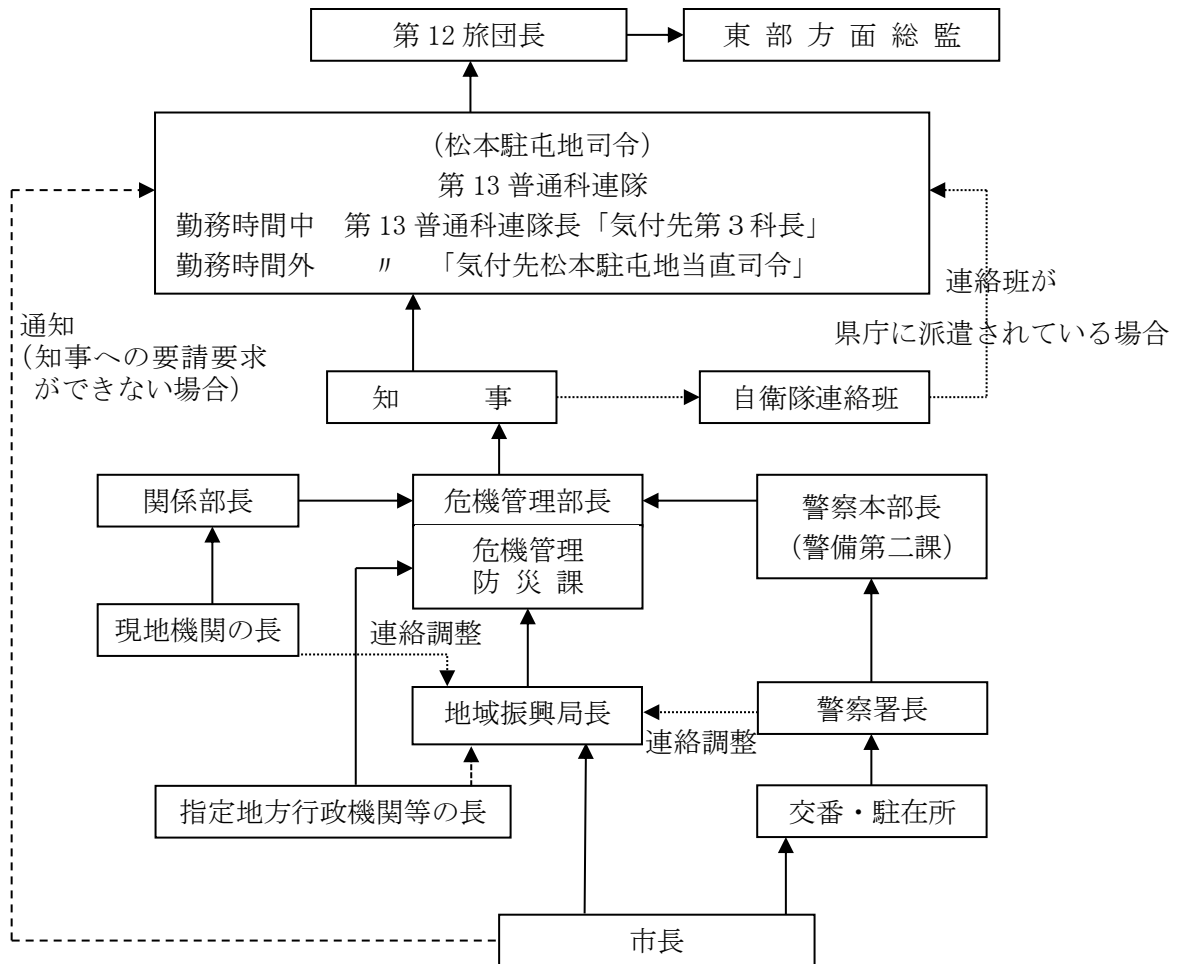 第12旅団長
東部方面総監
(松本駐屯地司令)
第13普通科連隊
勤務時間中 第13普通科連隊長「気付先第3科長」
勤務時間外 〃 「気付先松本駐屯地当直司令」
連絡班が
県庁に派遣されている場合
通知
(知事への要請要求
ができない場合)
知 事
自衛隊連絡班
関係部長
危機管理部長
警察本部長
(警備第二課)
危機管理
防災課
現地機関の長
連絡調整
地域振興局長
警察署長
連絡調整
指定地方行政機関等の長
交番・駐在所
市長